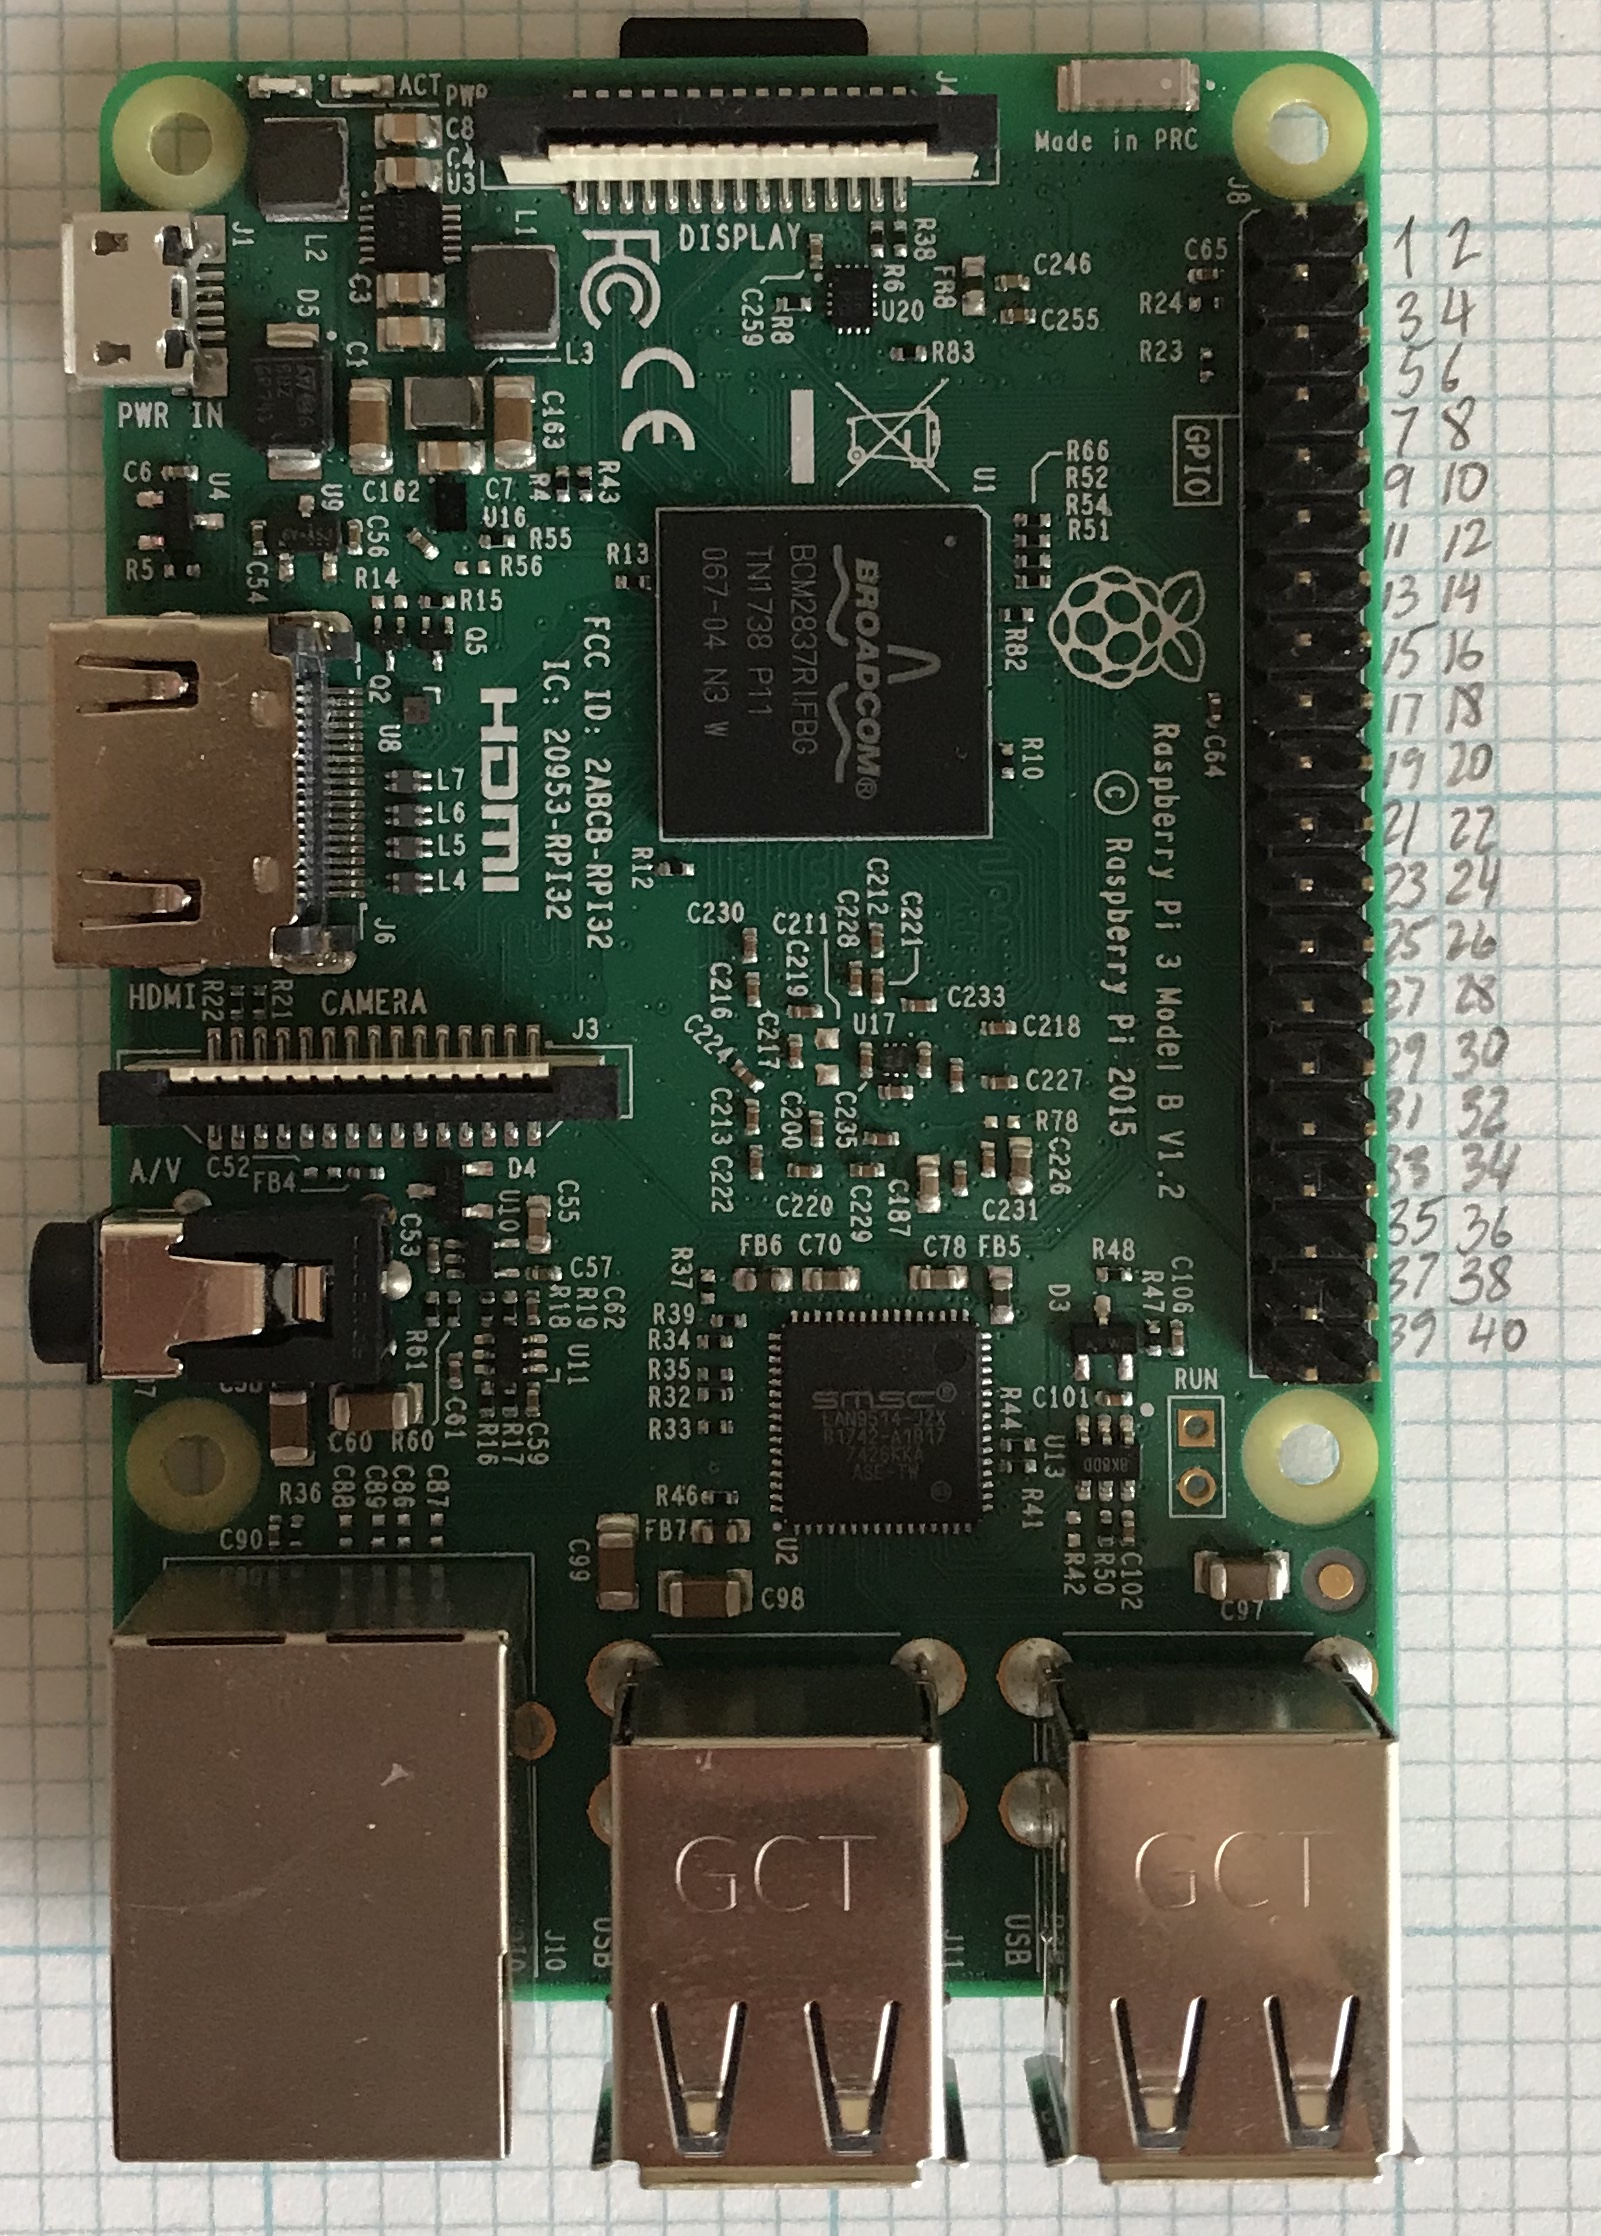 ACT
PWR
C8
C4
U3
J4
Made in PRC
J8
J1
L2
L1
DISPLAY
R38
R6
FB8
C246
C65
1 2
D5
C3
FC
C259
R8
U20
C255
R24
3 4
C1
L3
R83
R23
5 6
PWR IN
CE
C163
GPIO
7 8
C6
U4
U9
C162
C7
R4
R43
U1
R66
R52
R54
R51
9 10
U16
R55
R56
C56
11 12
R5
C54
R14
R15
R13
BROADCOM®
BCM2837RIFBG
TN1738 P11
067-04 N3 W
R82
13 14
Q5
15 16
Q2
U8
HDMI
FCC ID: 2ABCB-RPI32
IC: 20953-RPI32
R10
C64
Raspberry Pi 3 Model B V1.2
© Raspberry Pi 2015
17 18
L7
L6
L5
L4
19 20
21 22
J6
R12
23 24
C230
C211
C219
C228
C212
C221
25 26
HDMI
R22
R21
CAMERA
J3
C216
C217
C224
U17
C233
C218
27 28
29 30
C227
C213
C200
C235
R78
31 32
A/V
C52
FB4
D4
C222
C220
C229
C187
C231
C226
33 34
C53
U101
C55
35 36
R37
FB6 C70
C78 FB5
R48
C57
R18
R19
C62
D3
R47
C106
37 38
R39
R34
R35
R32
R33
39 40
R61
U11
smsc®
LAN9514-JZX
B1742-A1B17
7426KKA
ASE-TW
R44
C101
RUN
C60
R60
C61
R16
R17
C59
U13
R36
C88
C89
C86
C87
R46
FB7
R41
C90
C99
C98
U2
R42
R50
C102
C97
GCT
GCT
J10
USB
J11
USB